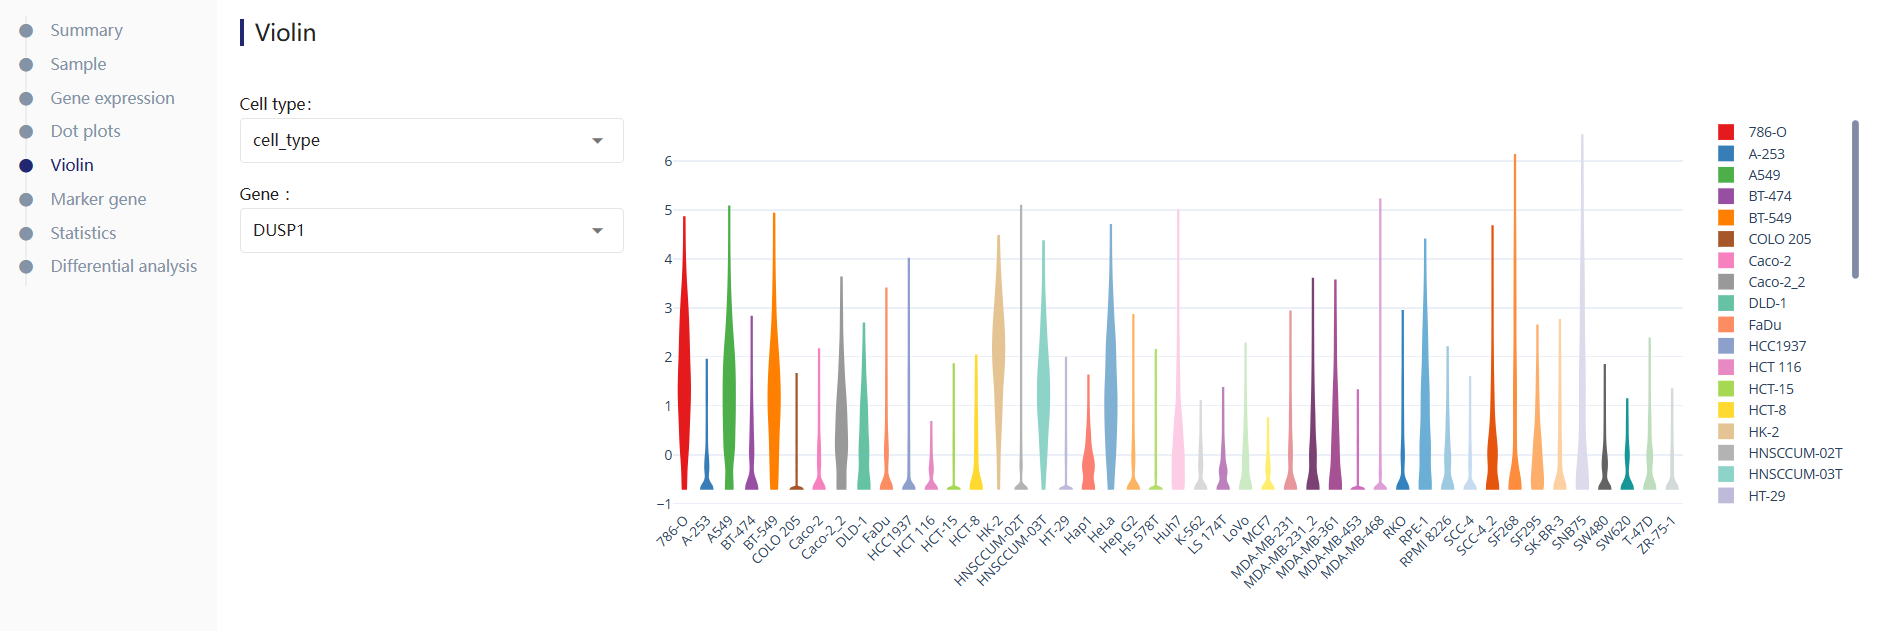 Summary
Sample
Gene expression
Dot plots
Violin
Marker gene
Statistics
Differential analysis
Violin
Cell type:
cell_type
Gene :
DUSP1
6
5
4
3
2
1
0
−1
786-O
A-253
A549
BT-474
BT-549
COLO 205
Caco-2
Caco-2_2
DLD-1
FaDu
HCC1937
HCT 116
HCT-15
HCT-8
HK-2
HNSCCUM-02T
HNSCCUM-03T
HT-29
Hap1
HeLa
Hep G2
Hs 578T
Huh7
K-562
LS 174T
LoVo
MCF7
MDA-MB-231
MDA-MB-231_2
MDA-MB-361
MDA-MB-453
MDA-MB-468
RKO
RPE-1
RPMI 8226
SCC-4
SCC-4_2
SF268
SF295
SK-BR-3
SNB75
SW480
SW620
T-47D
ZR-75-1
786-O
A-253
A549
BT-474
BT-549
COLO 205
Caco-2
Caco-2_2
DLD-1
FaDu
HCC1937
HCT 116
HCT-15
HCT-8
HK-2
HNSCCUM-02T
HNSCCUM-03T
HT-29